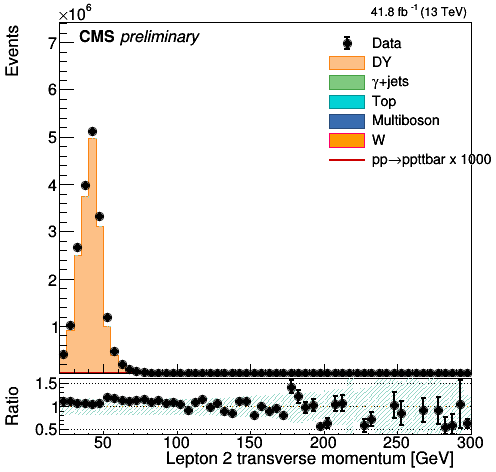 ×10⁶
41.8 fb⁻¹ (13 TeV)
Events
CMS preliminary
Data
DY
γ+jets
Top
Multiboson
W
pp→ppttbar x 1000
7
6
5
4
3
2
1
Ratio
1.5
1
0.5
50 100 150 200 250 300
Lepton 2 transverse momentum [GeV]